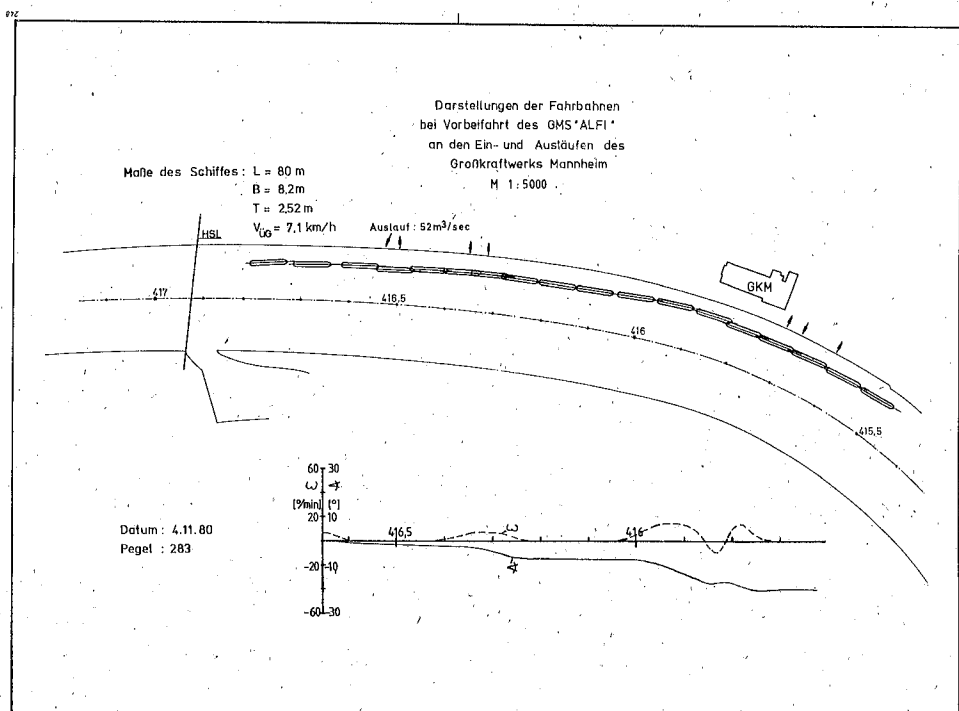 248
Darstellungen der Fahrbahnen
bei Vorbeifahrt des GMS "ALFI"
an den Ein- und Ausläufen des
Großkraftwerks Mannheim
M 1:5000
Maße des Schiffes: L = 80 m
B = 8,2m
T = 2,52 m
VÜG = 7,1 km/h
Auslauf: 52m³/sec
HSL
GKM
417
416,5
416
415,5
60 30
ω ∢
[°/min] [°]
20 10
416,5
ω
416
-20 -10
∢
-60 -30
Datum: 4.11.80
Pegel: 283